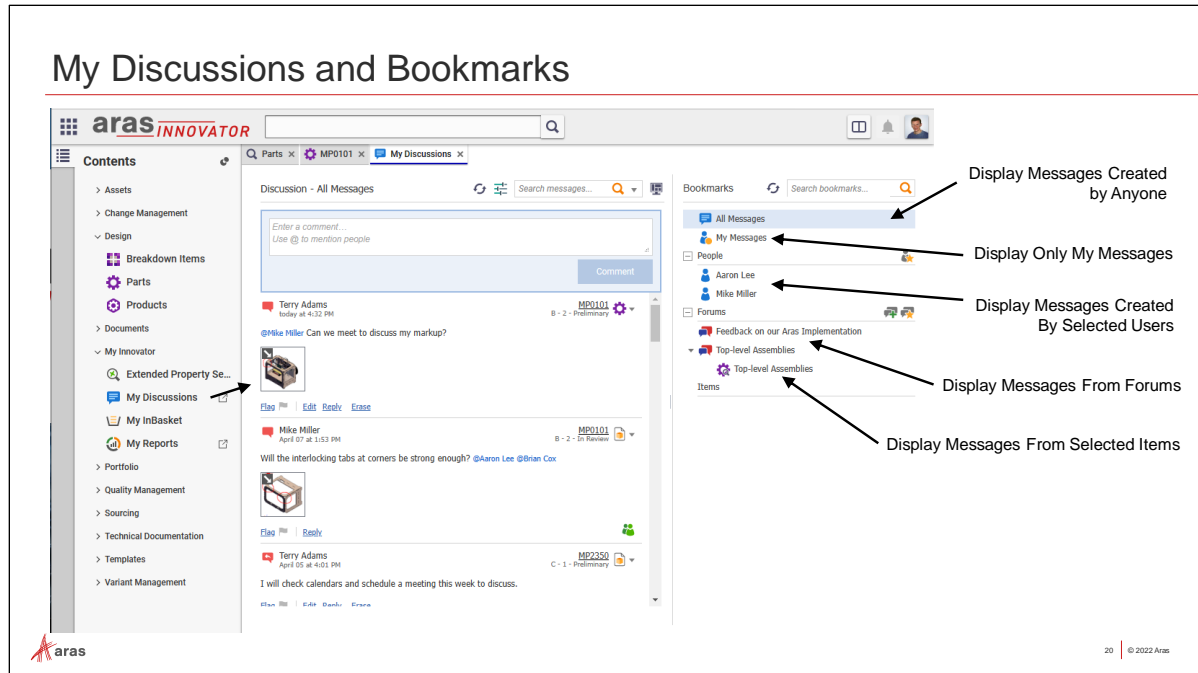 My Discussions and Bookmarks
aras INNOVATOR
Contents
Parts × MP0101 × My Discussions ×
> Assets
> Change Management
Design
Breakdown Items
Parts
Products
> Documents
My Innovator
Extended Property Se...
My Discussions
My InBasket
My Reports
> Portfolio
> Quality Management
> Sourcing
> Technical Documentation
> Templates
> Variant Management
Discussion - All Messages
Search messages...
Enter a comment...
Use @ to mention people
Comment
Terry Adams MP0101
today at 4:32 PM B - 2 - Preliminary
@Mike Miller Can we meet to discuss my markup?
Flag Edit Reply Erase
Mike Miller MP0101
April 07 at 1:53 PM B - 2 - In Review
Will the interlocking tabs at corners be strong enough? @Aaron Lee @Brian Cox
Flag Reply
Terry Adams MP2350
April 05 at 4:01 PM C - 1 - Preliminary
I will check calendars and schedule a meeting this week to discuss.
Flag Edit Reply Erase
Bookmarks
Search bookmarks...
All Messages
My Messages
People
Aaron Lee
Mike Miller
Forums
Feedback on our Aras Implementation
Top-level Assemblies
Top-level Assemblies
Items
Display Messages Created
by Anyone
Display Only My Messages
Display Messages Created
By Selected Users
Display Messages From Forums
Display Messages From Selected Items
aras
20 © 2022 Aras